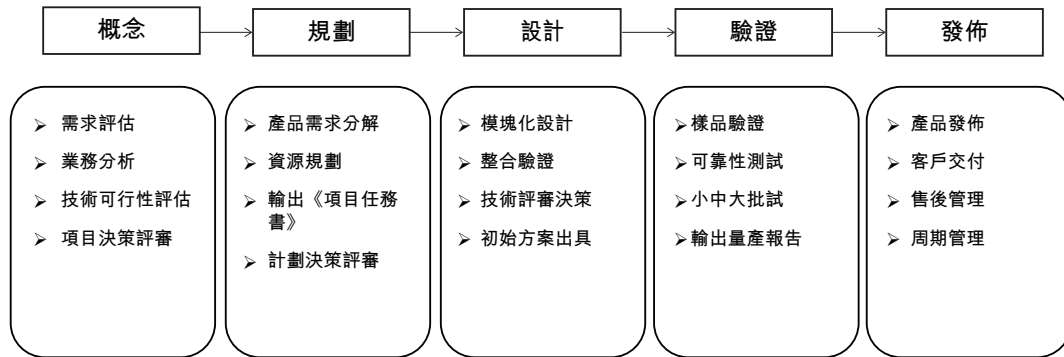 概念
規劃
設計
驗證
發佈
需求評估
業務分析
技術可行性評估
項目決策評審
產品需求分解
資源規劃
輸出《項目任務
書》
計劃決策評審
模塊化設計
整合驗證
技術評審決策
初始方案出具
樣品驗證
可靠性測試
小中大批試
輸出量產報告
產品發佈
客戶交付
售後管理
周期管理